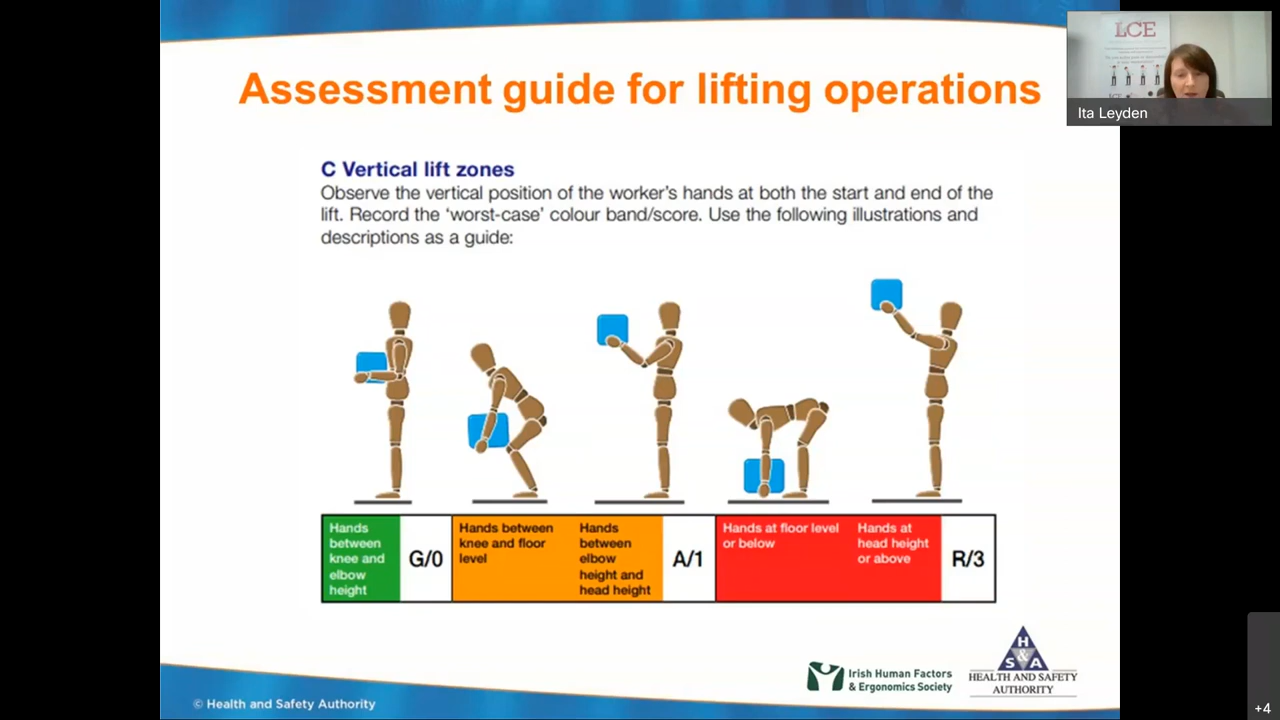 Assessment guide for lifting operations
LCE
Ita Leyden
C Vertical lift zones
Observe the vertical position of the worker's hands at both the start and end of the
lift. Record the 'worst-case' colour band/score. Use the following illustrations and
descriptions as a guide:
Hands
between
knee and
elbow
height
G/0
Hands between
knee and floor
level
Hands
between
elbow
height and
head height
A/1
Hands at floor level
or below
Hands at
head height
or above
R/3
Irish Human Factors
& Ergonomics Society
H
S & A
HEALTH AND SAFETY
AUTHORITY
© Health and Safety Authority
+4